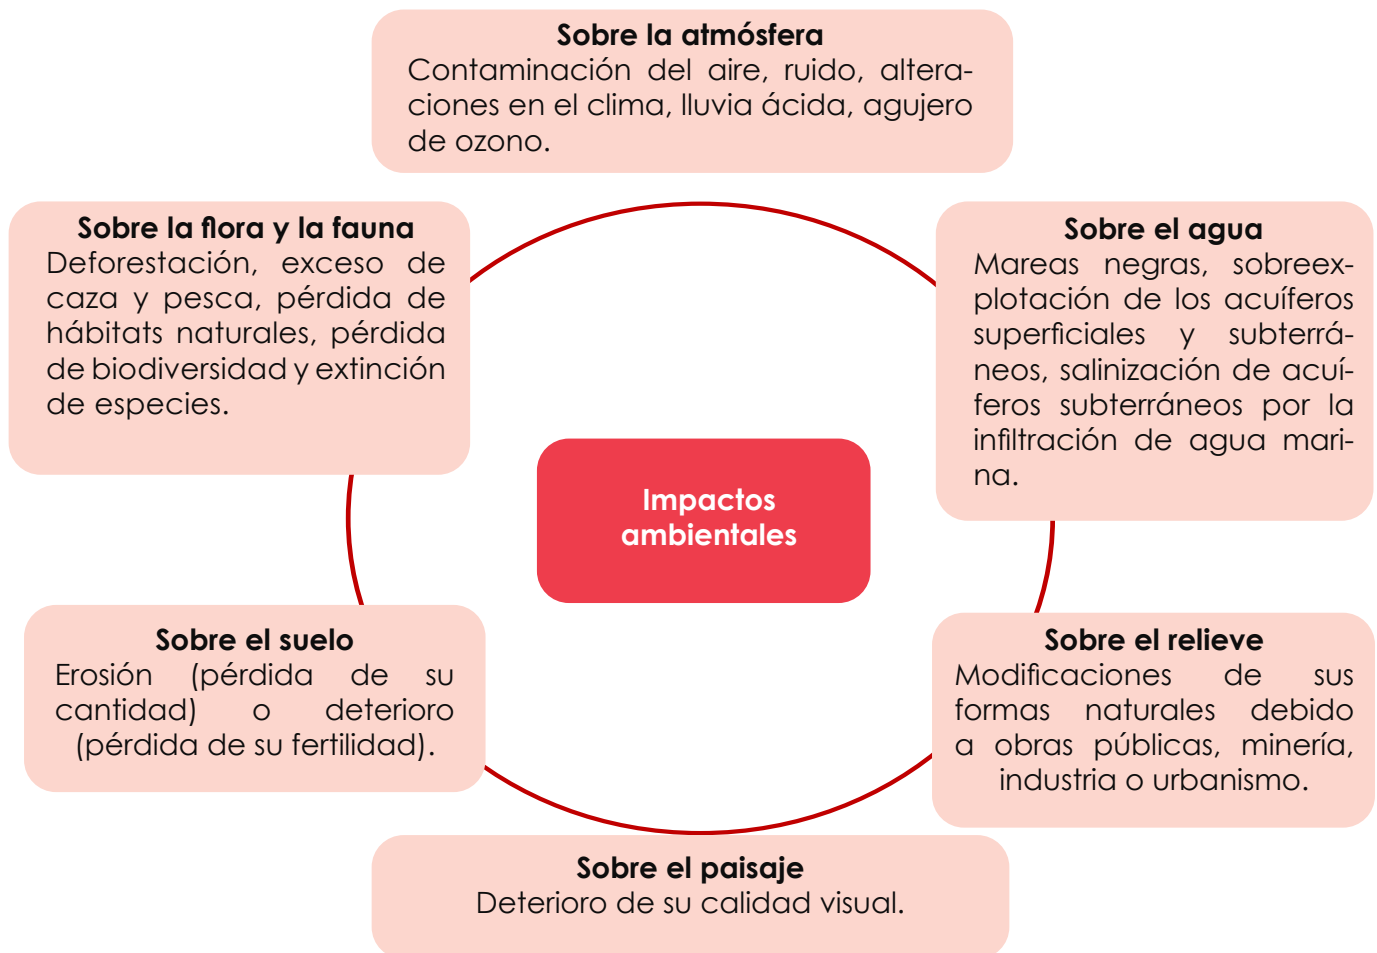 Sobre la atmósfera
Contaminación del aire, ruido, altera-
ciones en el clima, lluvia ácida, agujero
de ozono.
Sobre la flora y la fauna
Deforestación, exceso de
caza y pesca, pérdida de
hábitats naturales, pérdida
de biodiversidad y extinción
de especies.
Sobre el agua
Mareas negras, sobreex-
plotación de los acuíferos
superficiales y subterrá-
neos, salinización de acuí-
feros subterráneos por la
infiltración de agua mari-
na.
Impactos
ambientales
Sobre el suelo
Erosión (pérdida de su
cantidad) o deterioro
(pérdida de su fertilidad).
Sobre el relieve
Modificaciones de sus
formas naturales debido
a obras públicas, minería,
industria o urbanismo.
Sobre el paisaje
Deterioro de su calidad visual.